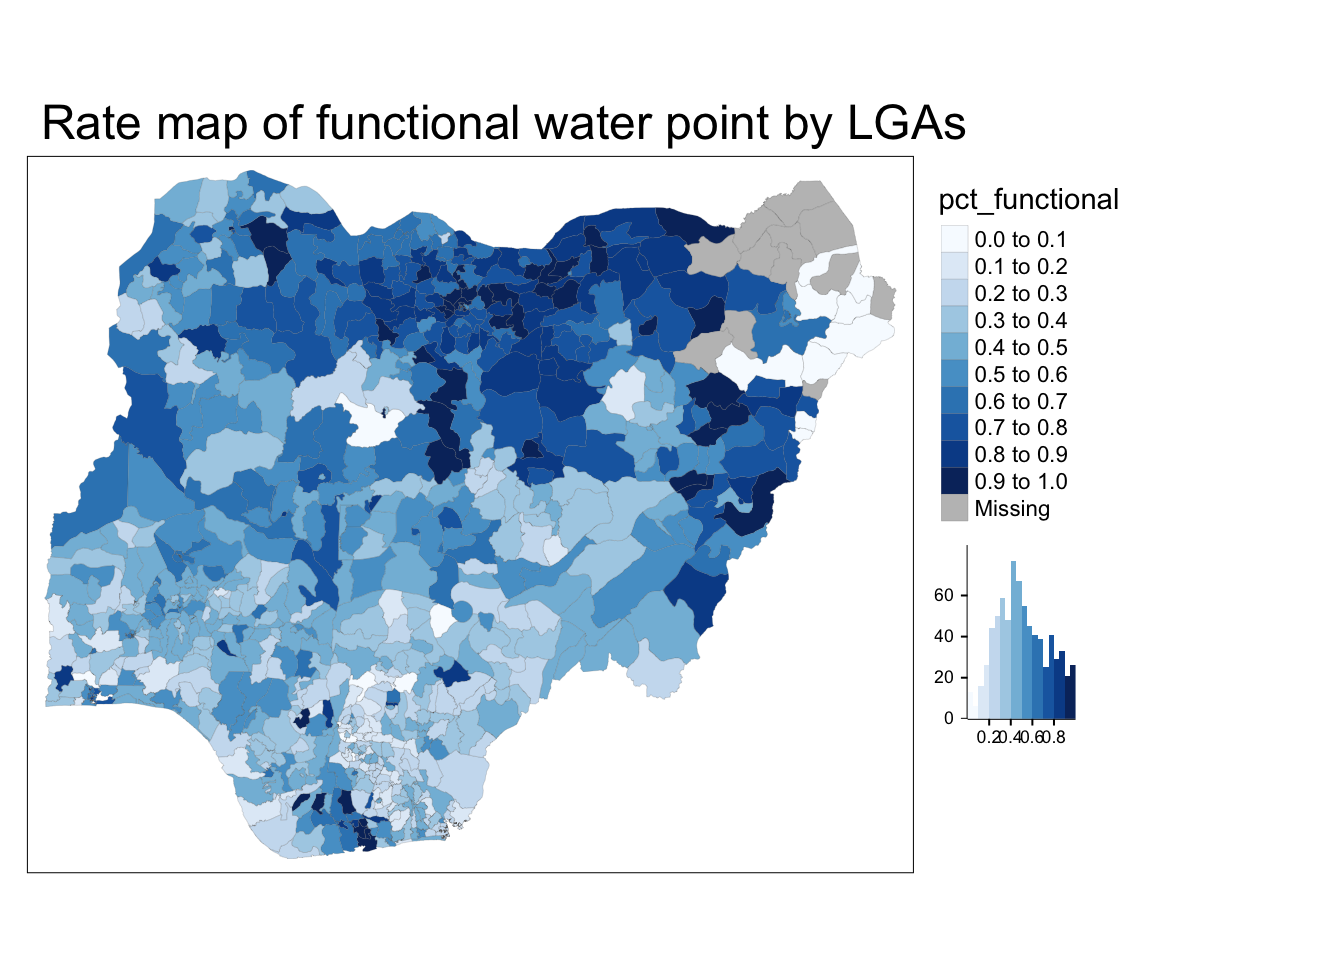 Rate map of functional water point by LGAs
pct_functional
0.0 to 0.1
0.1 to 0.2
0.2 to 0.3
0.3 to 0.4
0.4 to 0.5
0.5 to 0.6
0.6 to 0.7
0.7 to 0.8
0.8 to 0.9
0.9 to 1.0
Missing
60
40
20
0
0.2 0.4 0.6 0.8